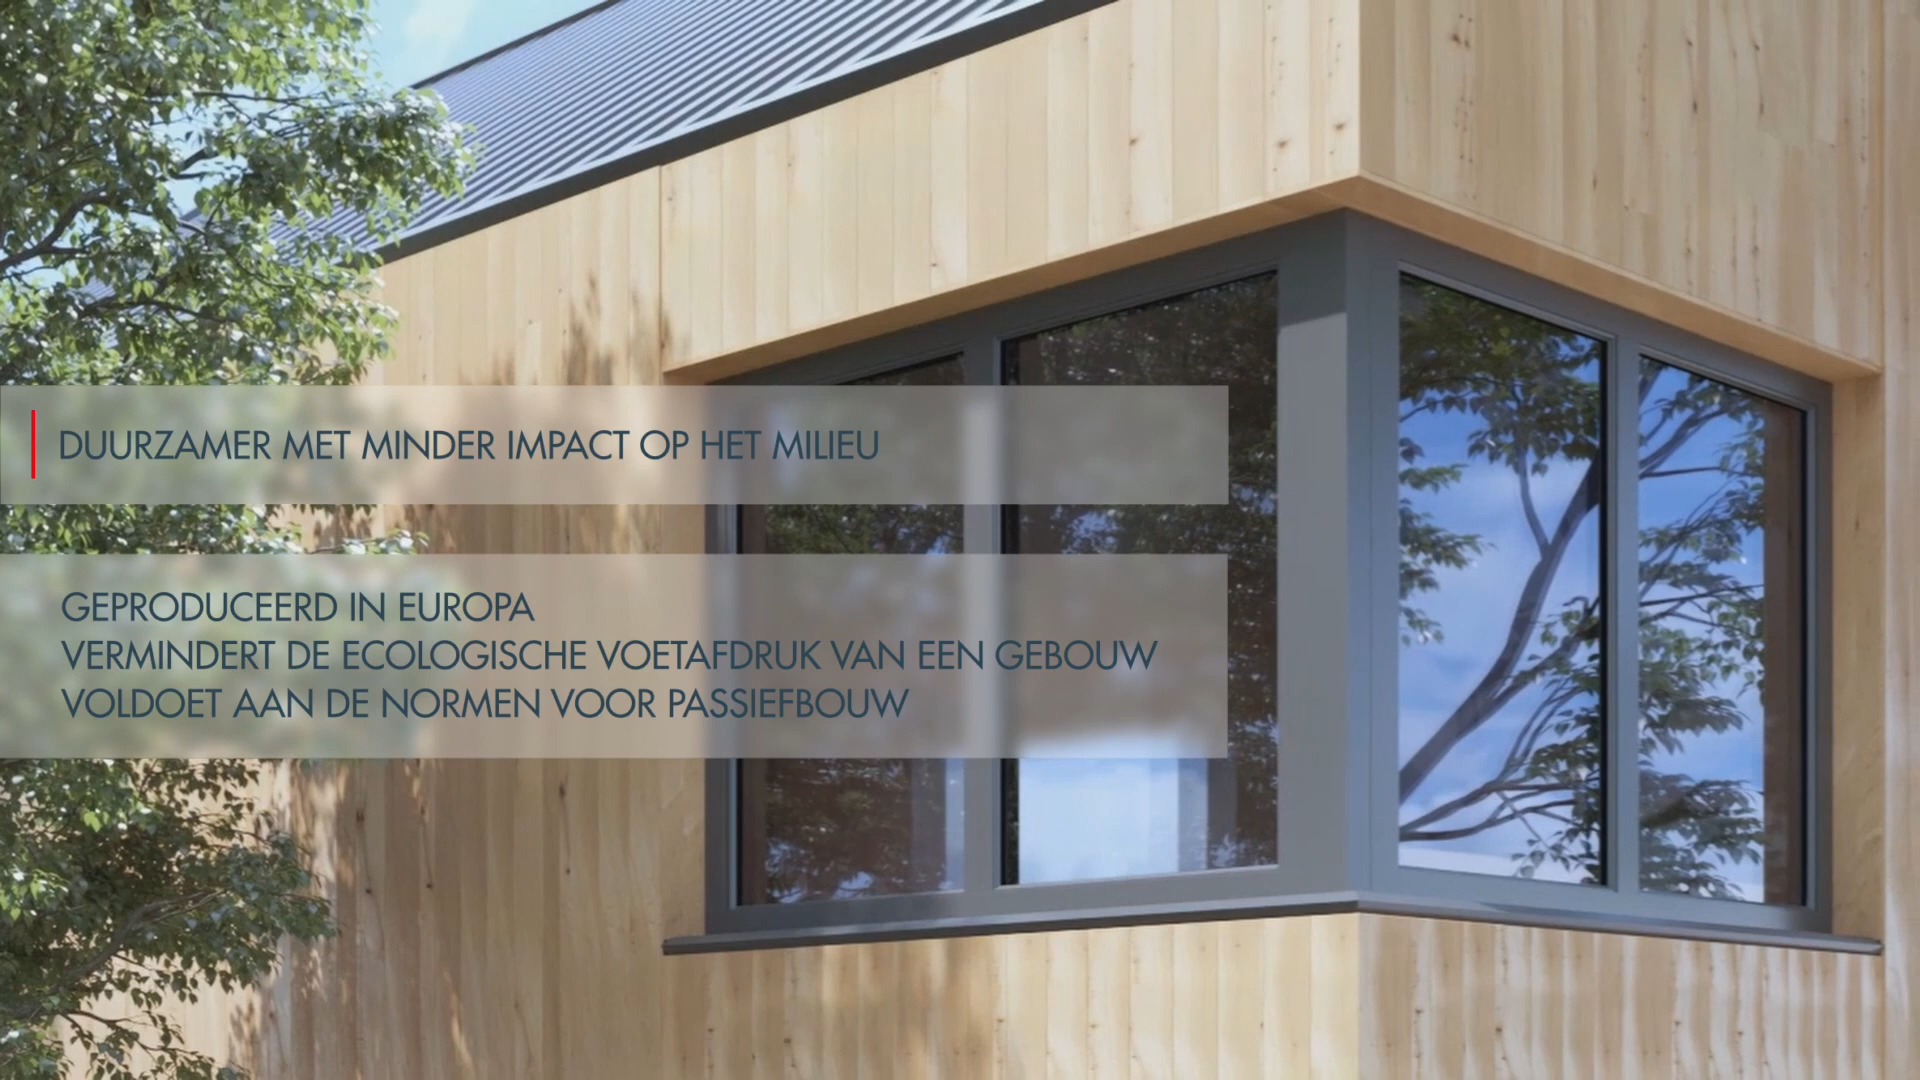 DUURZAMER MET MINDER IMPACT OP HET MILIEU
GEPRODUCEERD IN EUROPA
VERMINDERT DE ECOLOGISCHE VOETAFDRUK VAN EEN GEBOUW
VOLDOET AAN DE NORMEN VOOR PASSIEFBOUW